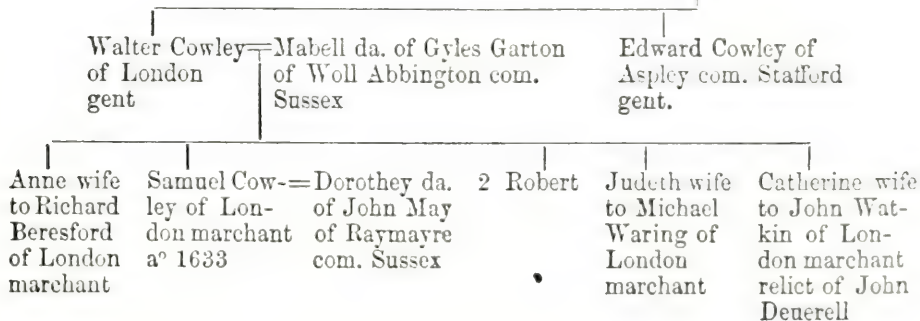 Walter Cowley=Mabell da. of Gyles Garton
of London
gent
of Woll Abbington com.
Sussex
Edward Cowley of
Aspley com. Stafford
gent.
Anne wife
to Richard
Beresford
of London
marchant
Samuel Cow-=Dorothey da.
ley of Lon-
don marchant
aº 1633
of John May
of Raymayre
com. Sussex
2 Robert
Judeth wife
to Michael
Waring of
London
marchant
Catherine wife
to John Wat-
kin of Lon-
don marchant
relict of John
Deuerell